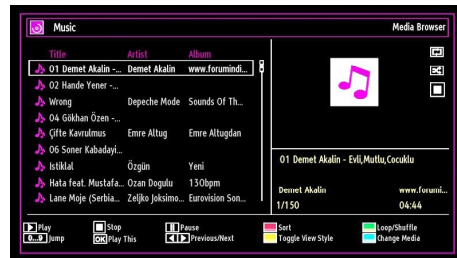 Music
Media Browser
Title Artist Album
01 Demet Akalin -... Demet Akalin www.forumindi...
02 Hande Yener -...
Wrong Depeche Mode Sounds Of Th...
04 Gökhan Özen -...
Çifte Kavrulmus Emre Altug Emre Altugdan
06 Soner Kabadayi...
Istiklal Özgün Yeni
Hata feat. Mustafa... Ozan Dogulu 130bpm
Lane Moje (Serbia... Zeljko Joksimo... Eurovision Son...
01 Demet Akalin - Evli,Mutlu,Cocuklu
Demet Akalin www.forumi...
1/150 04:44
Play Stop Pause Sort Loop/Shuffle
0...9 Jump OK Play This Previous/Next Toggle View Style Change Media